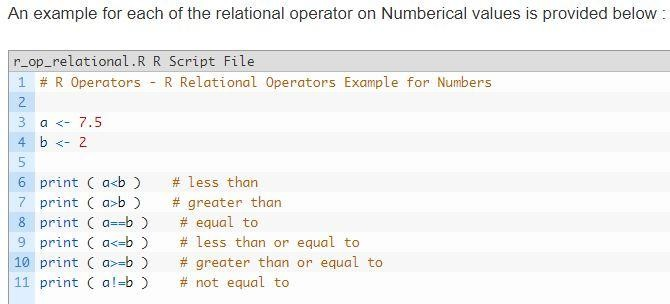 An example for each of the relational operator on Numberical values is provided below :
r_op_relational.R R Script File
1 # R Operators - R Relational Operators Example for Numbers
2
3 a <- 7.5
4 b <- 2
5
6 print ( a<b )    # less than
7 print ( a>b )    # greater than
8 print ( a==b )    # equal to
9 print ( a<=b )    # less than or equal to
10 print ( a>=b )    # greater than or equal to
11 print ( a!=b )    # not equal to